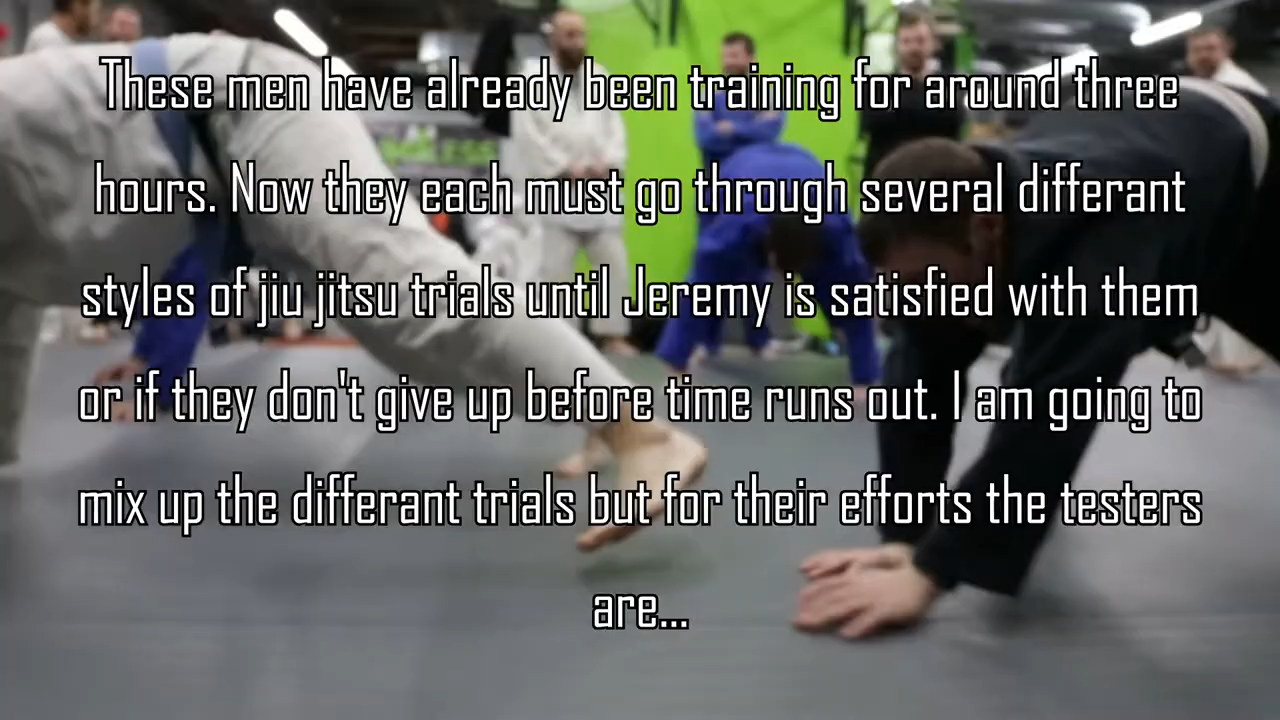 These men have already been training for around three
hours. Now they each must go through several differant
styles of jiu jitsu trials until Jeremy is satisfied with them
or if they don't give up before time runs out. I am going to
mix up the differant trials but for their efforts the testers
are...